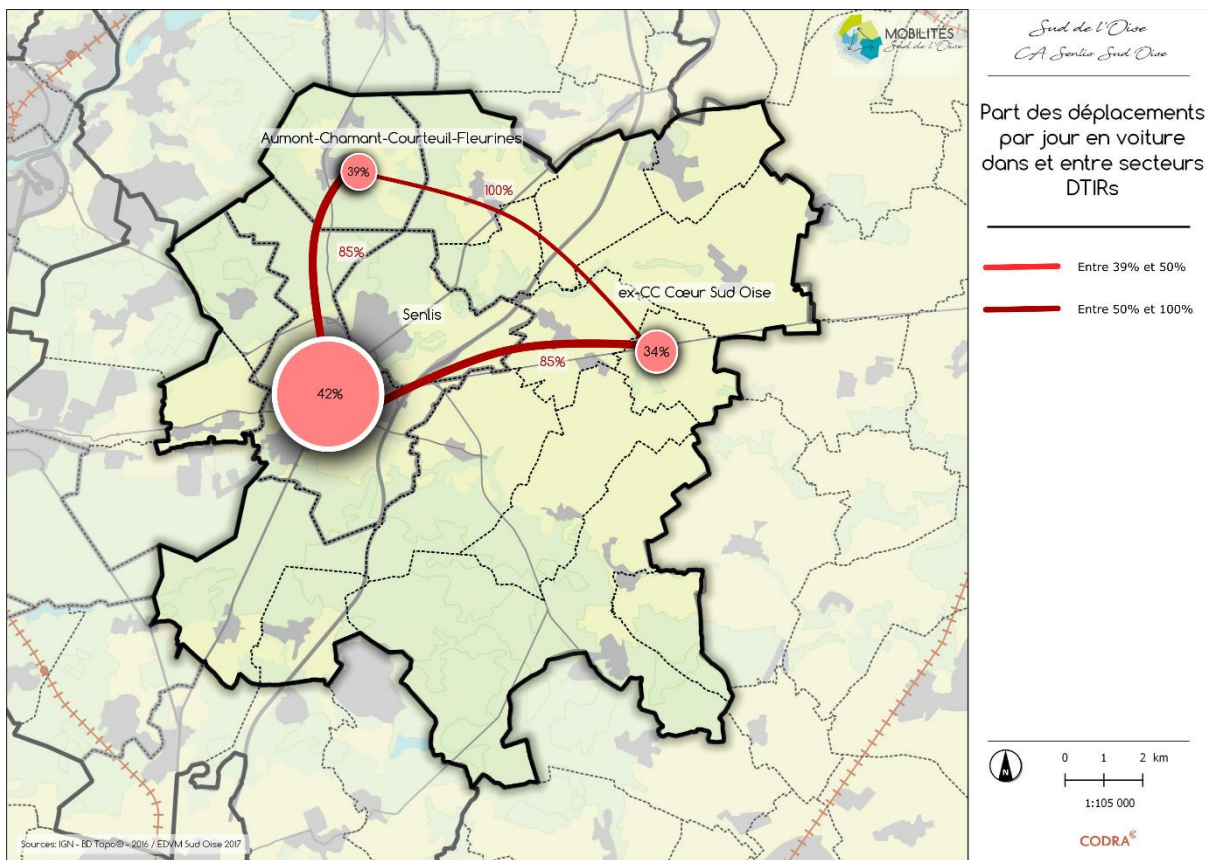 MOBILITÉS
Sud de l'Oise
Aumont-Chamant-Courteuil-Fleurines
39%
100%
85%
ex-CC Cœur Sud Oise
Senlis
34%
85%
42%
Sources: IGN - BD Topo® - 2016 / EDVM Sud Oise 2017
Sud de l'Oise
CA Senlis Sud Oise
Part des déplacements
par jour en voiture
dans et entre secteurs
DTIRs
Entre 39% et 50%
Entre 50% et 100%
N
0 1 2 km
1:105 000
CODRA